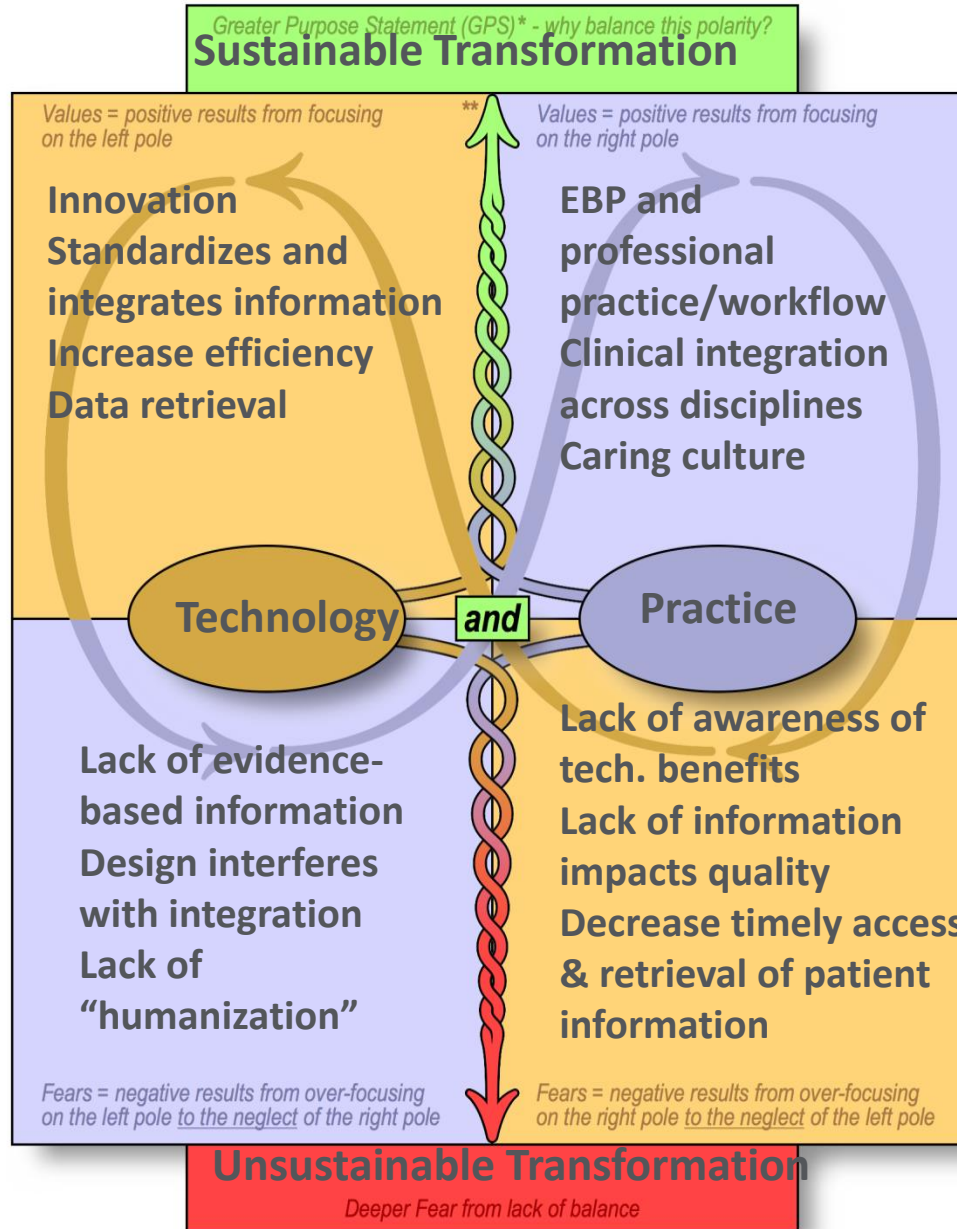 Greater Purpose Statement (GPS)* - why balance this polarity?
Sustainable Transformation
Values = positive results from focusing
on the left pole
**
Values = positive results from focusing
on the right pole
Innovation
Standardizes and
integrates information
Increase efficiency
Data retrieval
EBP and
professional
practice/workflow
Clinical integration
across disciplines
Caring culture
Technology
and
Practice
Lack of evidence-
based information
Design interferes
with integration
Lack of
“humanization”
Lack of awareness of
tech. benefits
Lack of information
impacts quality
Decrease timely access
& retrieval of patient
information
Fears = negative results from over-focusing
on the left pole to the neglect of the right pole
Fears = negative results from over-focusing
on the right pole to the neglect of the left pole
Unsustainable Transformation
Deeper Fear from lack of balance